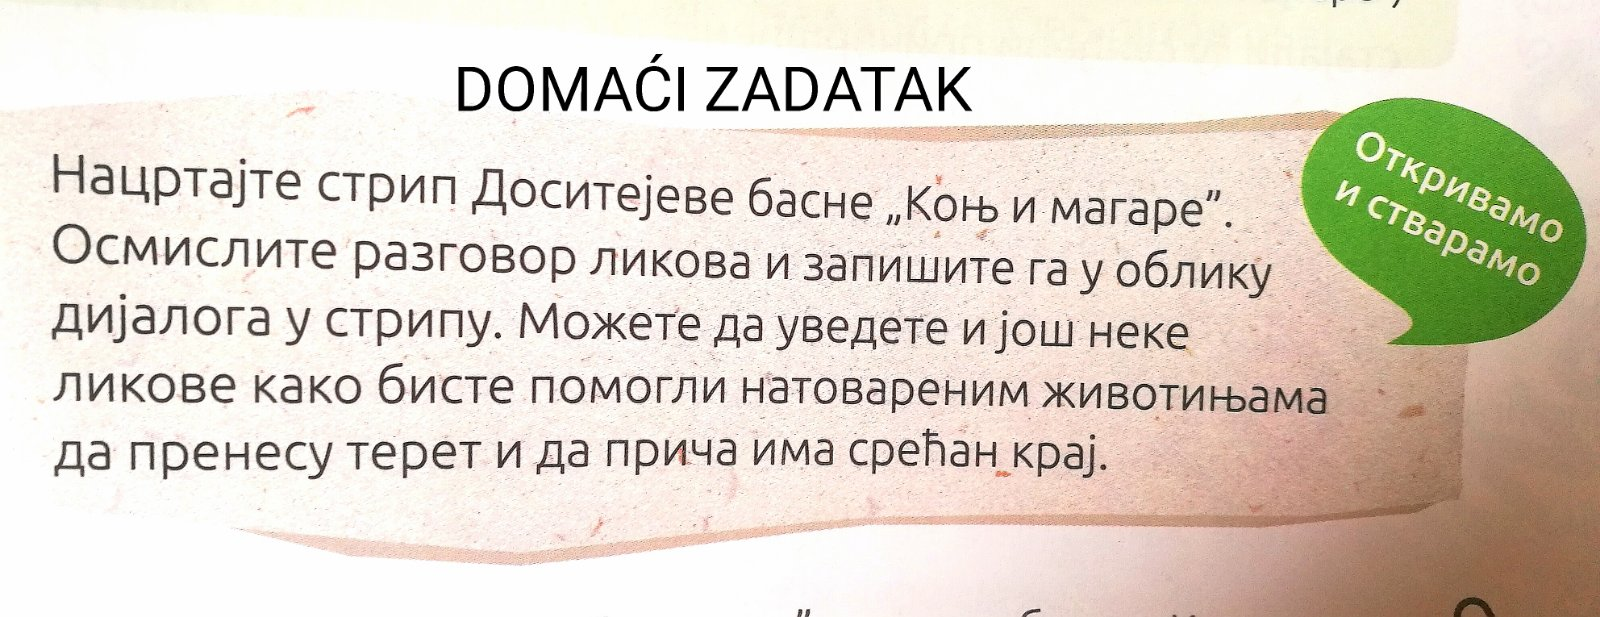 DOMAĆI ZADATAK
Откривамо
и стварамо
Нацртајте стрип Доситејеве басне „Коњ и магаре”.
Осмислите разговор ликова и запишите га у облику
дијалога у стрипу. Можете да уведете и још неке
ликове како бисте помогли натовареним животињама
да пренесу терет и да прича има срећан крај.